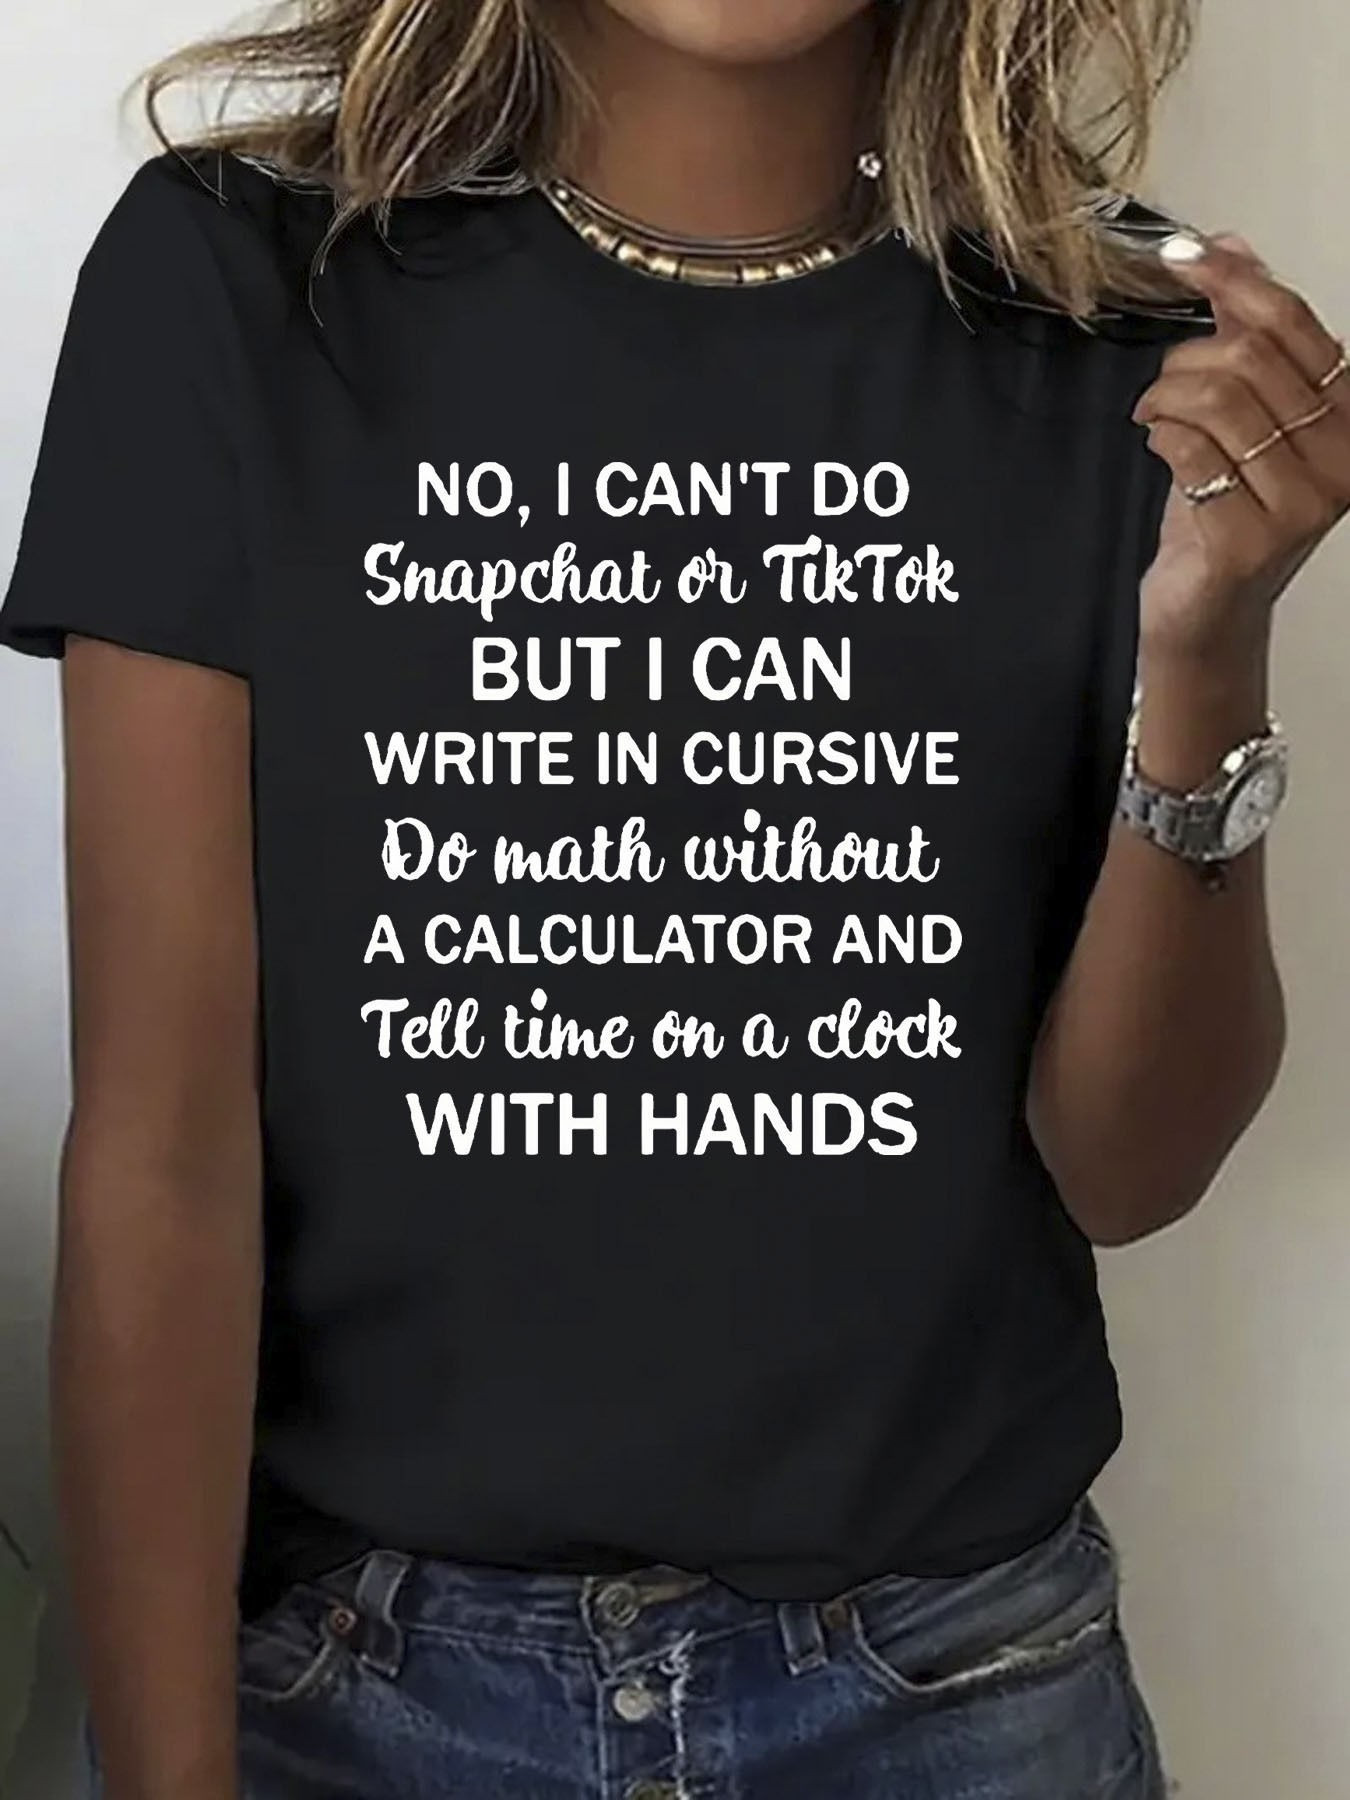 NO, I CAN'T DO
Snapchat or TikTok
BUT I CAN
WRITE IN CURSIVE
Do math without
A CALCULATOR AND
Tell time on a clock
WITH HANDS